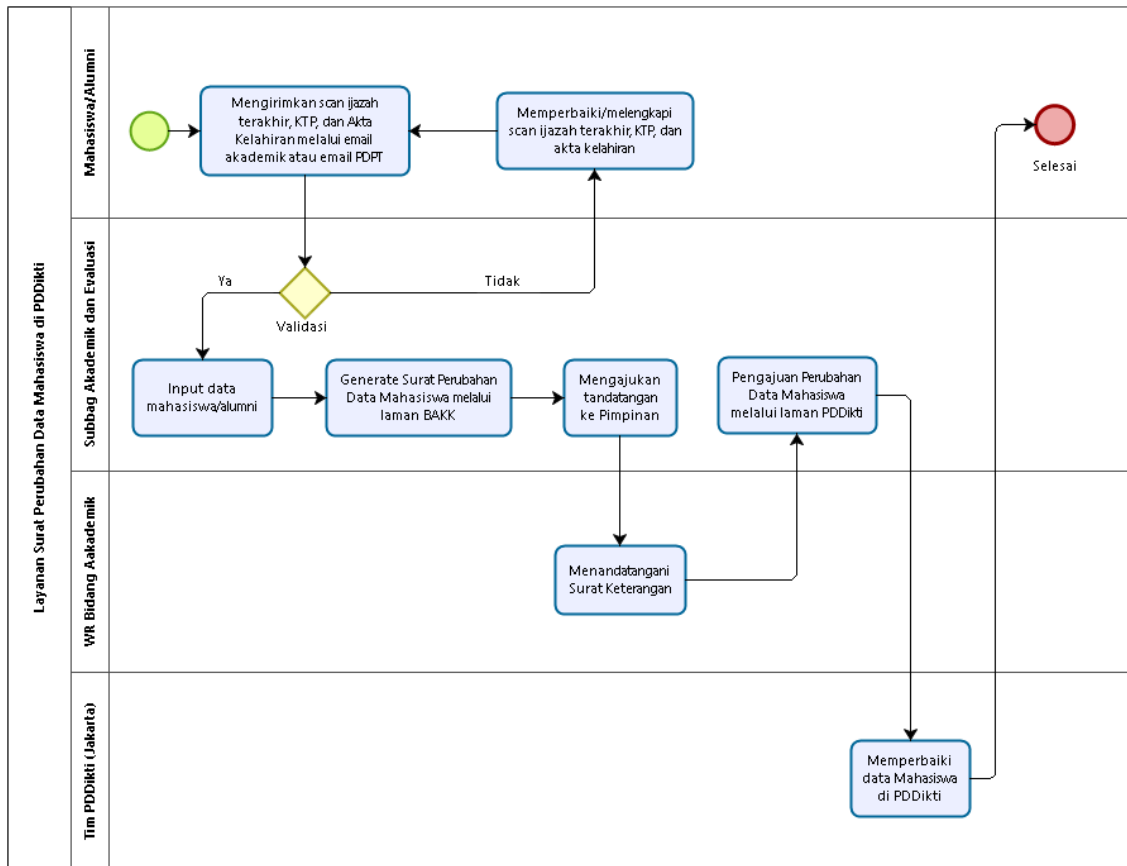 Layanan Surat Perubahan Data Mahasiswa di PDDikti
Mahasiswa/Alumni
Mengirimkan scan ijazah
terakhir, KTP, dan Akta
Kelahiran melalui email
akademik atau email PDPT
Memperbaiki/melengkapi
scan ijazah terakhir, KTP, dan
akta kelahiran
Selesai
Subbag Akademik dan Evaluasi
Ya
Tidak
Validasi
Input data
mahasiswa/alumni
Generate Surat Perubahan
Data Mahasiswa melalui
laman BAKK
Mengajukan
tandatangan
ke Pimpinan
Pengajuan Perubahan
Data Mahasiswa
melalui laman PDDikti
WR Bidang Aakademik
Menandatangani
Surat Keterangan
Tim PDDikti (Jakarta)
Memperbaiki
data Mahasiswa
di PDDikti